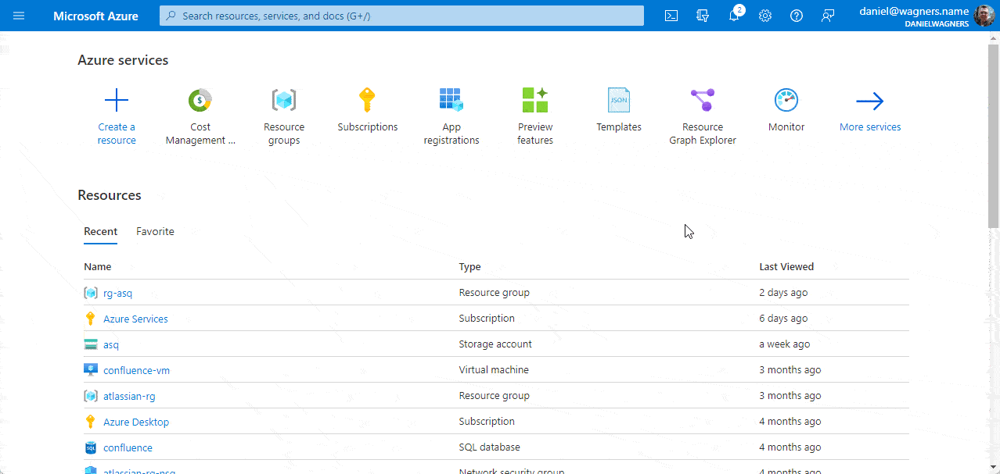 Microsoft Azure
Search resources, services, and docs (G+/)
2
daniel@wagners.name
DANIELWAGNERS
Azure services
Create a
resource
Cost
Management ...
Resource
groups
Subscriptions
App
registrations
Preview
features
JSON
Templates
Resource
Graph Explorer
Monitor
More services
Resources
Recent Favorite
Name Type Last Viewed
rg-asq Resource group 2 days ago
Azure Services Subscription 6 days ago
asq Storage account a week ago
confluence-vm Virtual machine 3 months ago
atlassian-rg Resource group 3 months ago
Azure Desktop Subscription 4 months ago
SQL confluence SQL database 4 months ago
atlassian-rg-nsg Network security group 4 months ago